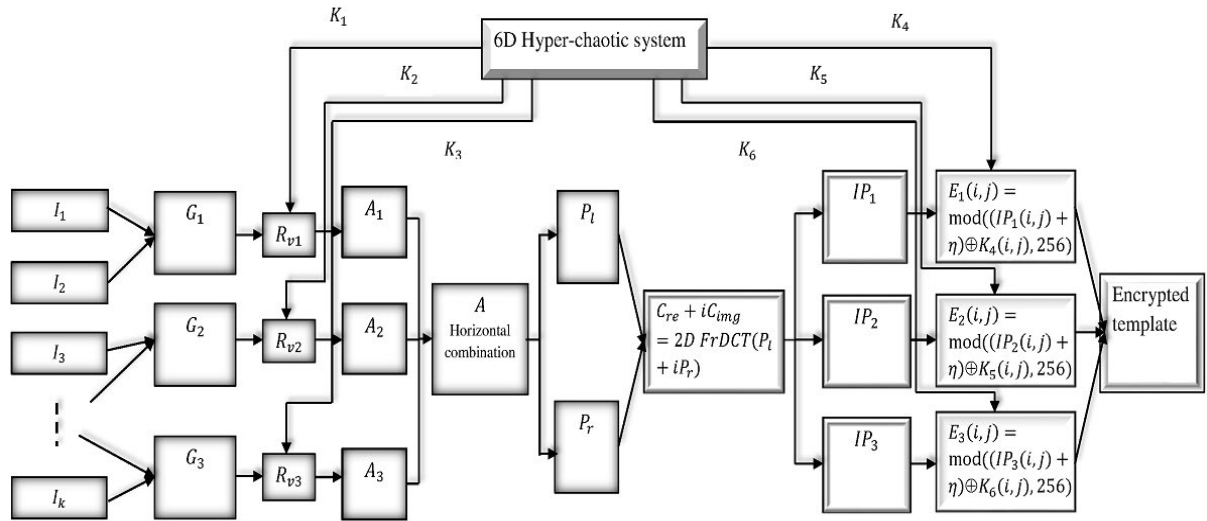 K₁
6D Hyper-chaotic system
K₄
K₂
K₅
K₃
K₆
I₁
I₂
I₃
Iₖ
G₁
G₂
G₃
Rᵥ₁
Rᵥ₂
Rᵥ₃
A₁
A₂
A₃
A
Horizontal
combination
Pₗ
Pᵣ
C_re + iC_img
= 2D FrDCT(Pₗ
+ iPᵣ)
IP₁
IP₂
IP₃
E₁(i, j) =
mod((IP₁(i, j) +
η)⊕K₄(i, j), 256)
E₂(i, j) =
mod((IP₂(i, j) +
η)⊕K₅(i, j), 256)
E₃(i, j) =
mod((IP₃(i, j) +
η)⊕K₆(i, j), 256)
Encrypted
template